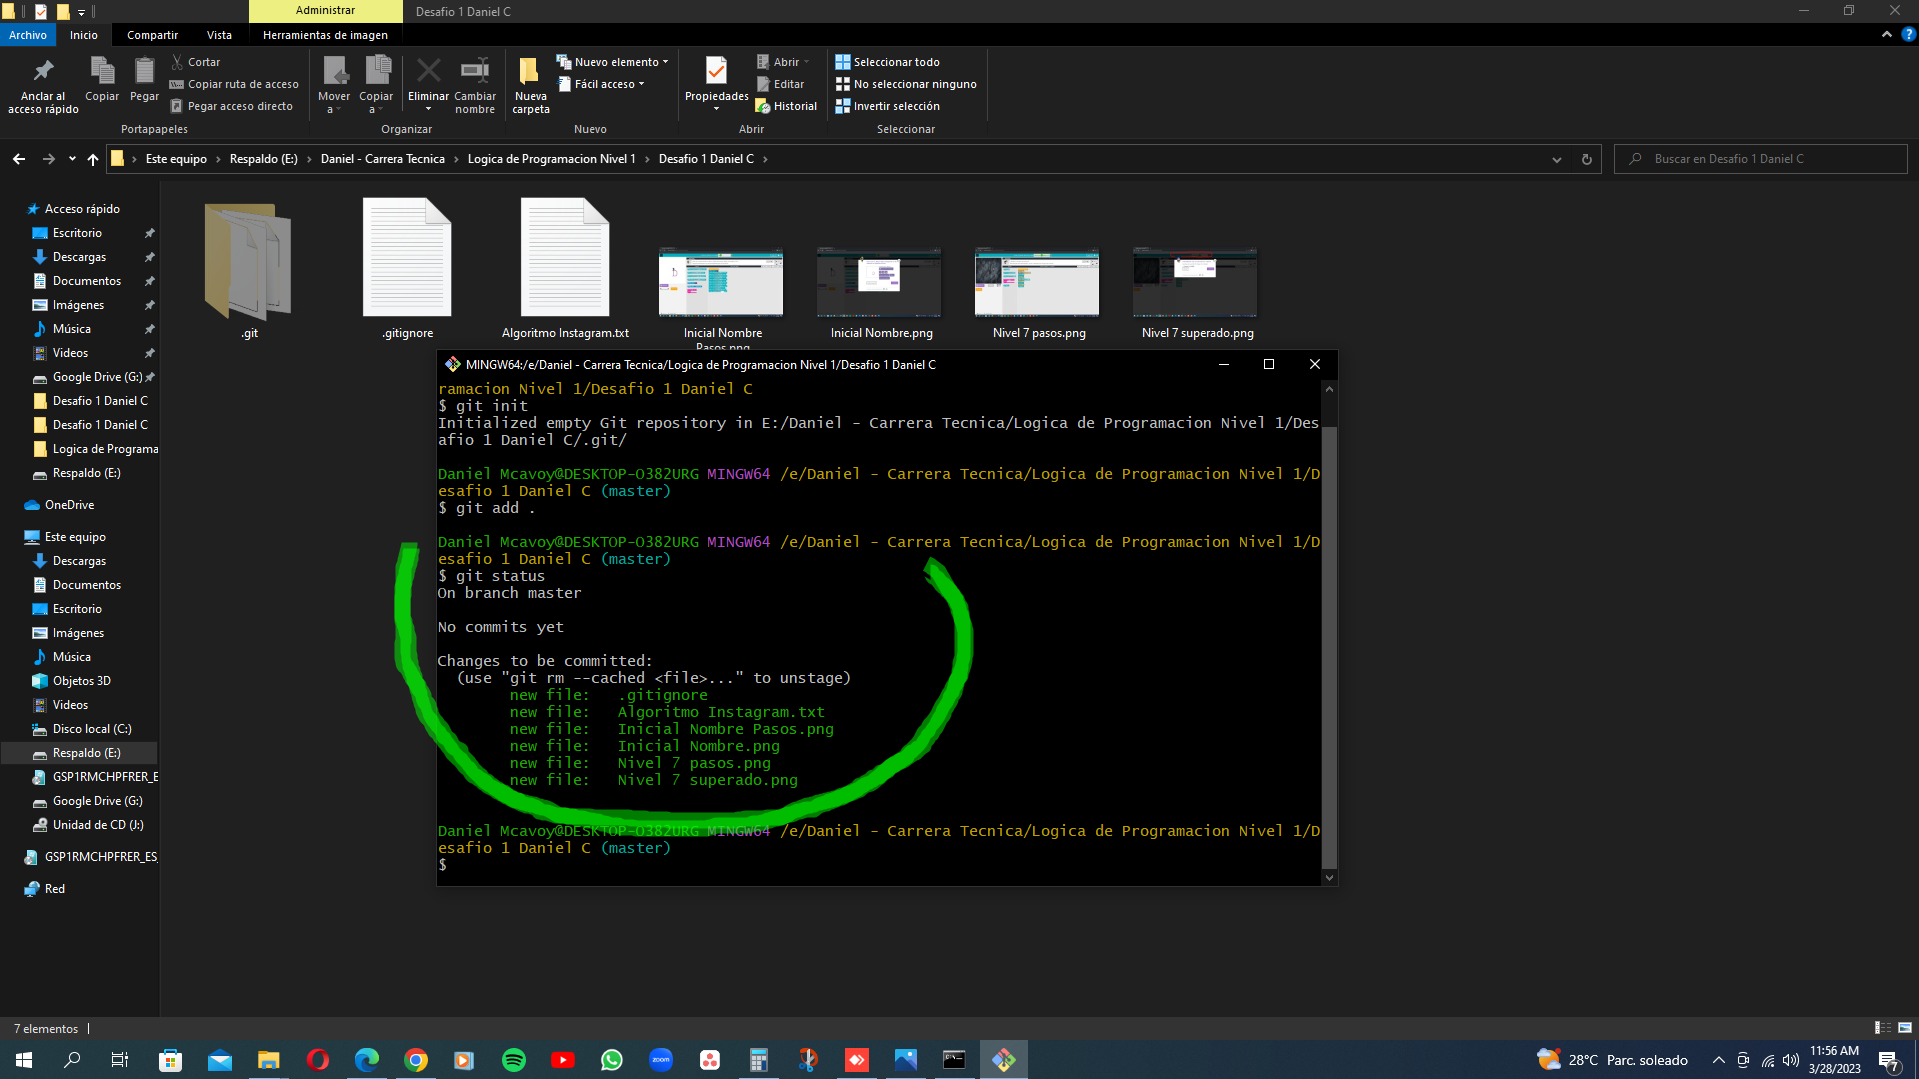 Administrar
Desafio 1 Daniel C
Archivo
Inicio
Compartir
Vista
Herramientas de imagen
Anclar al
acceso rápido
Copiar
Pegar
Cortar
Copiar ruta de acceso
Pegar acceso directo
Portapapeles
Mover
a
Copiar
a
Eliminar
Cambiar
nombre
Organizar
Nueva
carpeta
Nuevo elemento
Fácil acceso
Nuevo
Propiedades
Abrir
Editar
Historial
Abrir
Seleccionar todo
No seleccionar ninguno
Invertir selección
Seleccionar
Este equipo
Respaldo (E:)
Daniel - Carrera Tecnica
Logica de Programacion Nivel 1
Desafio 1 Daniel C
Buscar en Desafio 1 Daniel C
Acceso rápido
Escritorio
Descargas
Documentos
Imágenes
Música
Videos
Google Drive (G:)
Desafio 1 Daniel C
Desafio 1 Daniel C
Logica de Programa
Respaldo (E:)
OneDrive
Este equipo
Descargas
Documentos
Escritorio
Imágenes
Música
Objetos 3D
Videos
Disco local (C:)
Respaldo (E:)
GSP1RMCHPFRER_E
Google Drive (G:)
Unidad de CD (J:)
GSP1RMCHPFRER_ES_
Red
.git
.gitignore
Algoritmo Instagram.txt
Inicial Nombre
Pasos.png
Inicial Nombre.png
Nivel 7 pasos.png
Nivel 7 superado.png
MINGW64:/e/Daniel - Carrera Tecnica/Logica de Programacion Nivel 1/Desafio 1 Daniel C
ramacion Nivel 1/Desafio 1 Daniel C
$ git init
Initialized empty Git repository in E:/Daniel - Carrera Tecnica/Logica de Programacion Nivel 1/Des
afio 1 Daniel C/.git/
Daniel Mcavoy@DESKTOP-O382URG MINGW64 /e/Daniel - Carrera Tecnica/Logica de Programacion Nivel 1/D
esafio 1 Daniel C (master)
$ git add .
Daniel Mcavoy@DESKTOP-O382URG MINGW64 /e/Daniel - Carrera Tecnica/Logica de Programacion Nivel 1/D
esafio 1 Daniel C (master)
$ git status
On branch master
No commits yet
Changes to be committed:
(use "git rm --cached <file>..." to unstage)
new file: .gitignore
new file: Algoritmo Instagram.txt
new file: Inicial Nombre Pasos.png
new file: Inicial Nombre.png
new file: Nivel 7 pasos.png
new file: Nivel 7 superado.png
Daniel Mcavoy@DESKTOP-O382URG MINGW64 /e/Daniel - Carrera Tecnica/Logica de Programacion Nivel 1/D
esafio 1 Daniel C (master)
$
7 elementos
zoom
28°C Parc. soleado
11:56 AM
3/28/2023
7